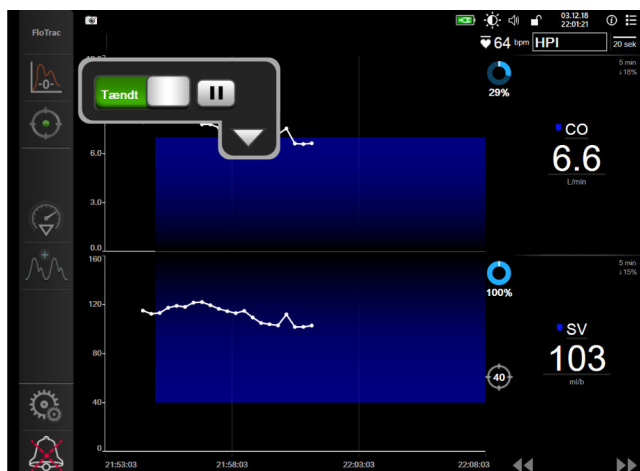 FloTrac
03.12.18
22:01:21
64 bpm
HPI
20 sek
-0-
Tændt
6.0
3.0
0.0
29%
5 min
↓18%
CO
6.6
L/min
160
120
80
40
0
100%
5 min
↓15%
SV
103
ml/b
40
21:53:03
21:58:03
22:03:03
22:08:03